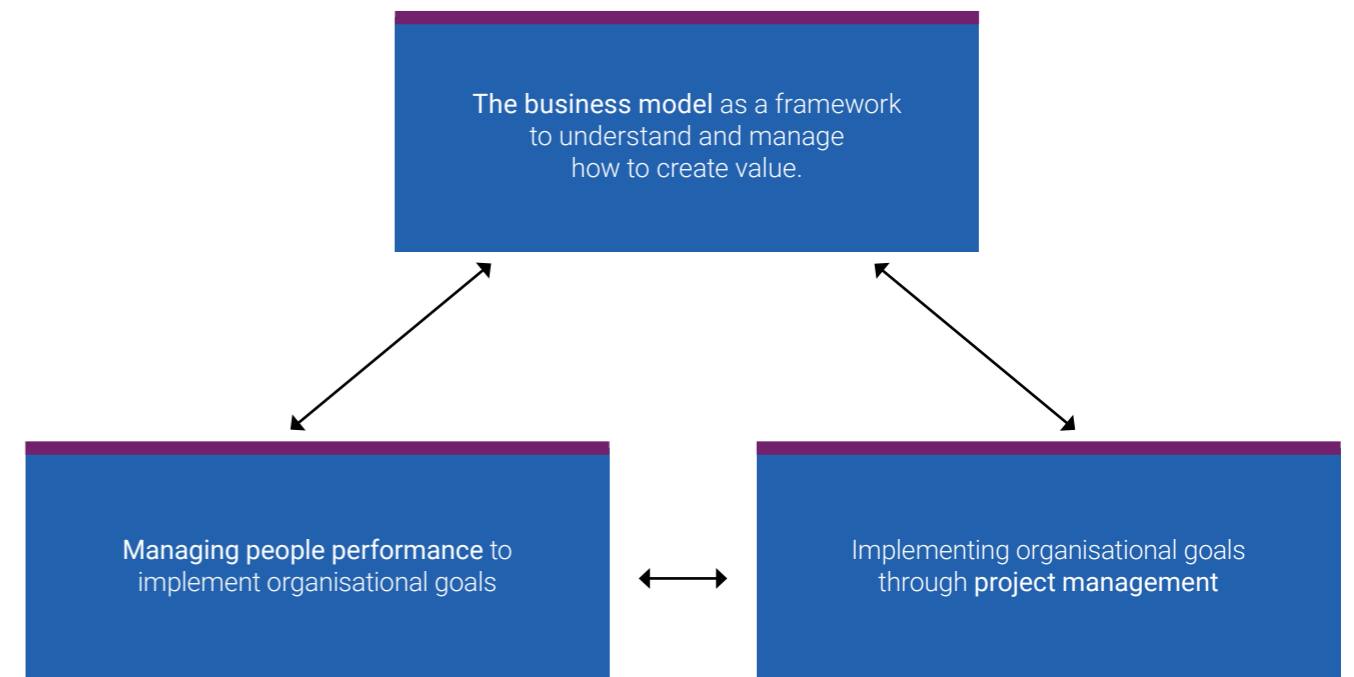 The business model as a framework
to understand and manage
how to create value.
Managing people performance to
implement organisational goals
Implementing organisational goals
through project management